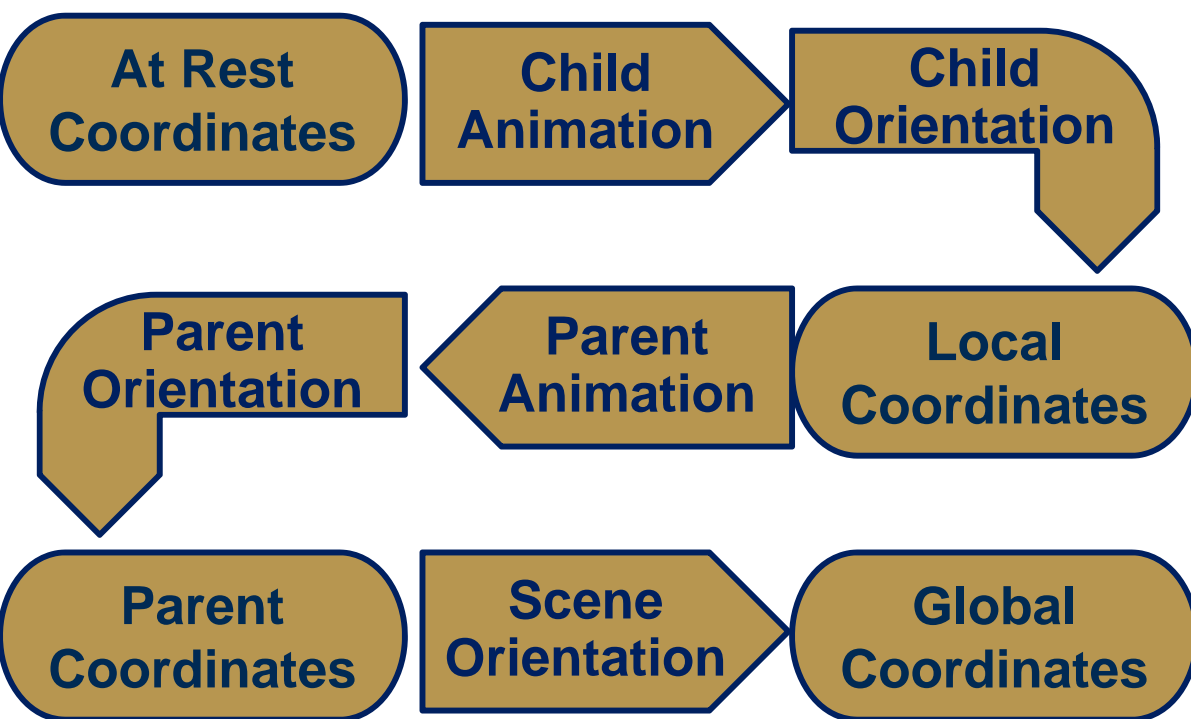 At Rest
Coordinates
Child
Animation
Child
Orientation
Parent
Orientation
Parent
Animation
Local
Coordinates
Parent
Coordinates
Scene
Orientation
Global
Coordinates